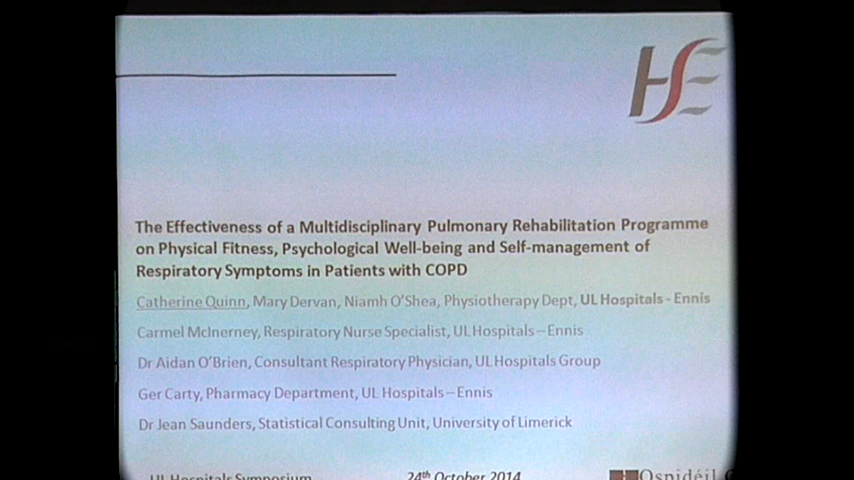 HSE
The Effectiveness of a Multidisciplinary Pulmonary Rehabilitation Programme
on Physical Fitness, Psychological Well-being and Self-management of
Respiratory Symptoms in Patients with COPD
Catherine Quinn, Mary Dervan, Niamh O'Shea, Physiotherapy Dept, UL Hospitals - Ennis
Carmel McInerney, Respiratory Nurse Specialist, UL Hospitals – Ennis
Dr Aidan O'Brien, Consultant Respiratory Physician, UL Hospitals Group
Ger Carty, Pharmacy Department, UL Hospitals – Ennis
Dr Jean Saunders, Statistical Consulting Unit, University of Limerick
UL Hospitals Symposium 24th October 2014 Ospidéil